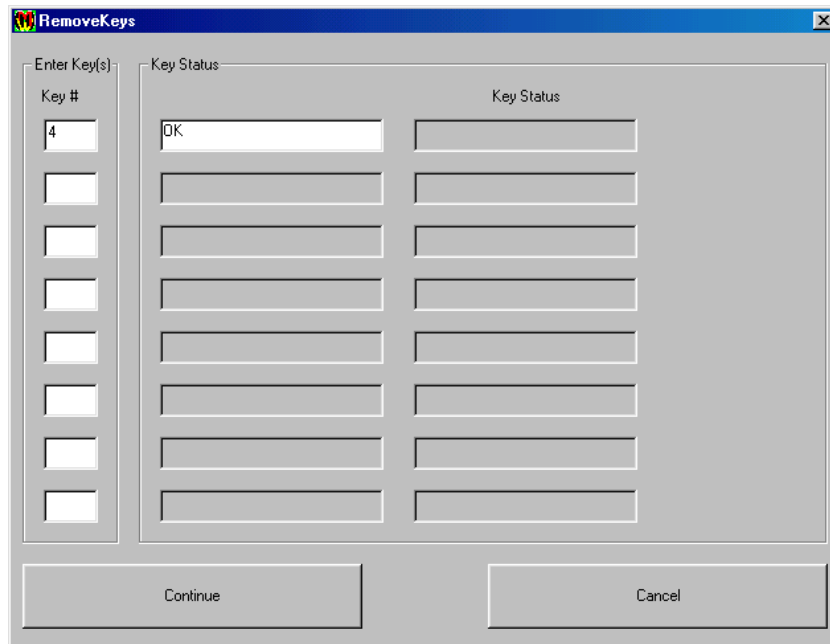 RemoveKeys
Enter Key(s)
Key Status
Key #
Key Status
4
OK
Continue
Cancel